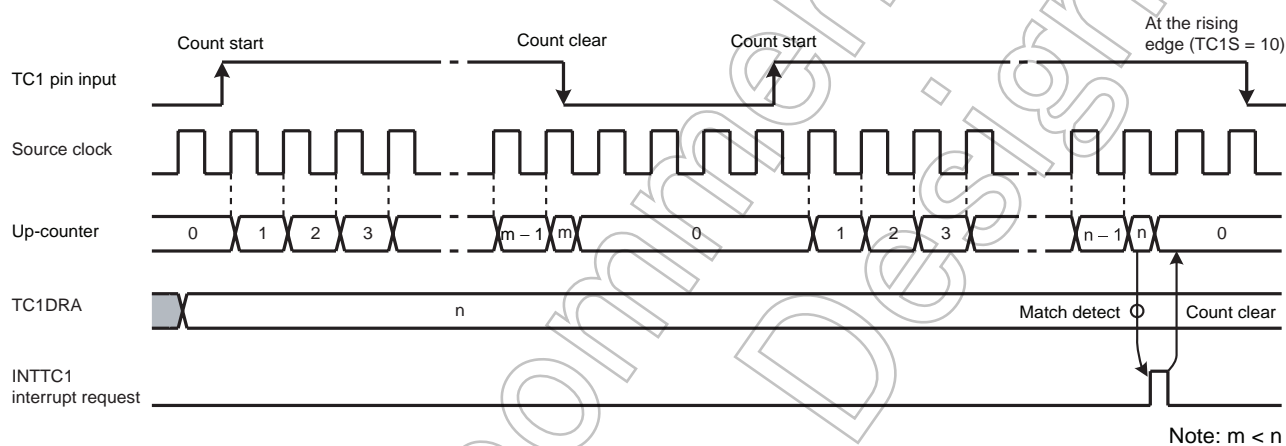 At the rising
edge (TC1S = 10)
Count start
Count clear
Count start
TC1 pin input
Source clock
Up-counter
0
1
2
3
m – 1
m
0
1
2
3
n – 1
n
0
TC1DRA
n
Match detect
Count clear
INTTC1
interrupt request
Note: m < n